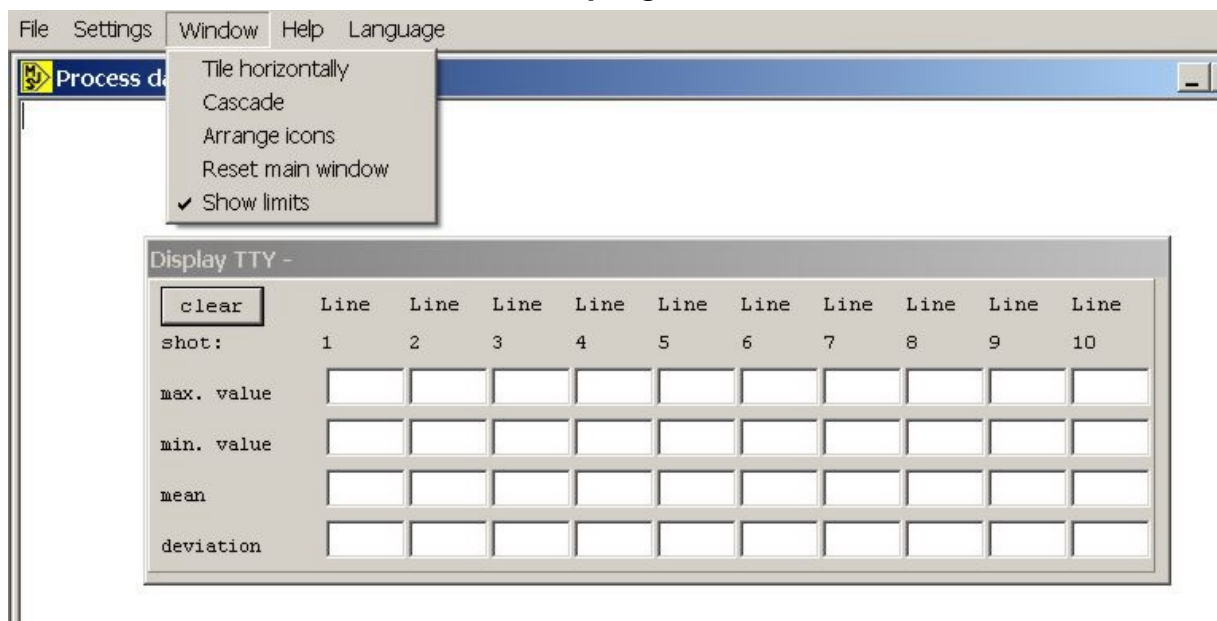 File Settings Window Help Language
Process da
Tile horizontally
Cascade
Arrange icons
Reset main window
✔ Show limits
Display TTY -
clear Line Line Line Line Line Line Line Line Line Line
shot: 1 2 3 4 5 6 7 8 9 10
max. value
min. value
mean
deviation